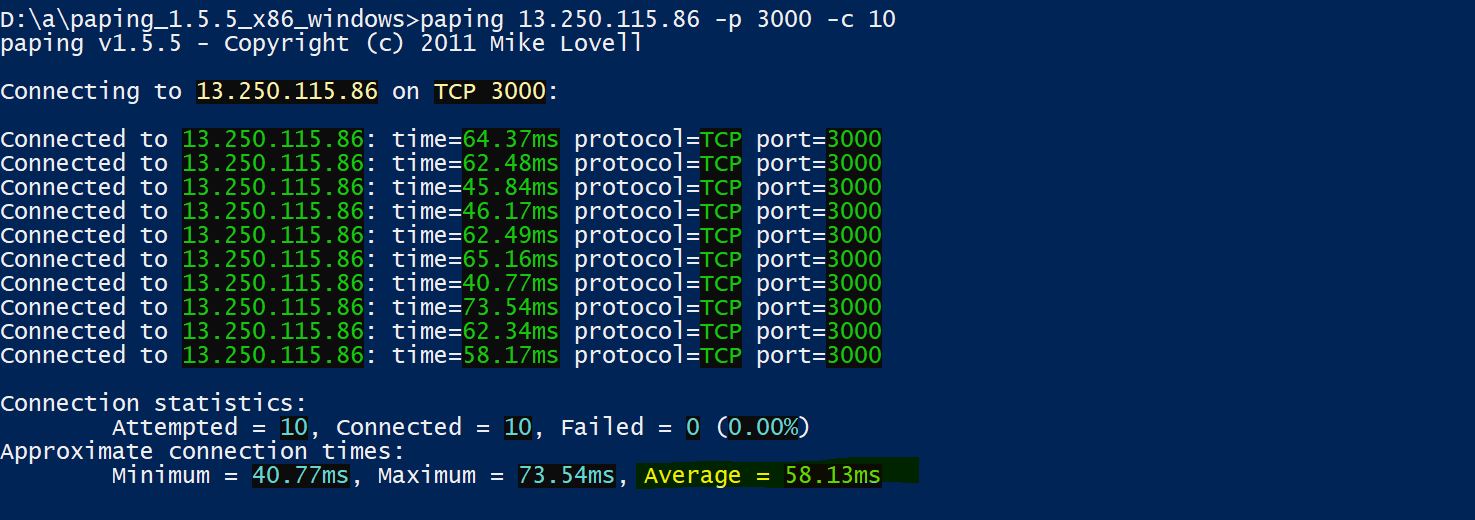 D:\a\paping_1.5.5_x86_windows>paping 13.250.115.86 -p 3000 -c 10
paping v1.5.5 - Copyright (c) 2011 Mike Lovell
Connecting to 13.250.115.86 on TCP 3000:
Connected to 13.250.115.86: time=64.37ms protocol=TCP port=3000
Connected to 13.250.115.86: time=62.48ms protocol=TCP port=3000
Connected to 13.250.115.86: time=45.84ms protocol=TCP port=3000
Connected to 13.250.115.86: time=46.17ms protocol=TCP port=3000
Connected to 13.250.115.86: time=62.49ms protocol=TCP port=3000
Connected to 13.250.115.86: time=65.16ms protocol=TCP port=3000
Connected to 13.250.115.86: time=40.77ms protocol=TCP port=3000
Connected to 13.250.115.86: time=73.54ms protocol=TCP port=3000
Connected to 13.250.115.86: time=62.34ms protocol=TCP port=3000
Connected to 13.250.115.86: time=58.17ms protocol=TCP port=3000
Connection statistics:
Attempted = 10, Connected = 10, Failed = 0 (0.00%)
Approximate connection times:
Minimum = 40.77ms, Maximum = 73.54ms, Average = 58.13ms